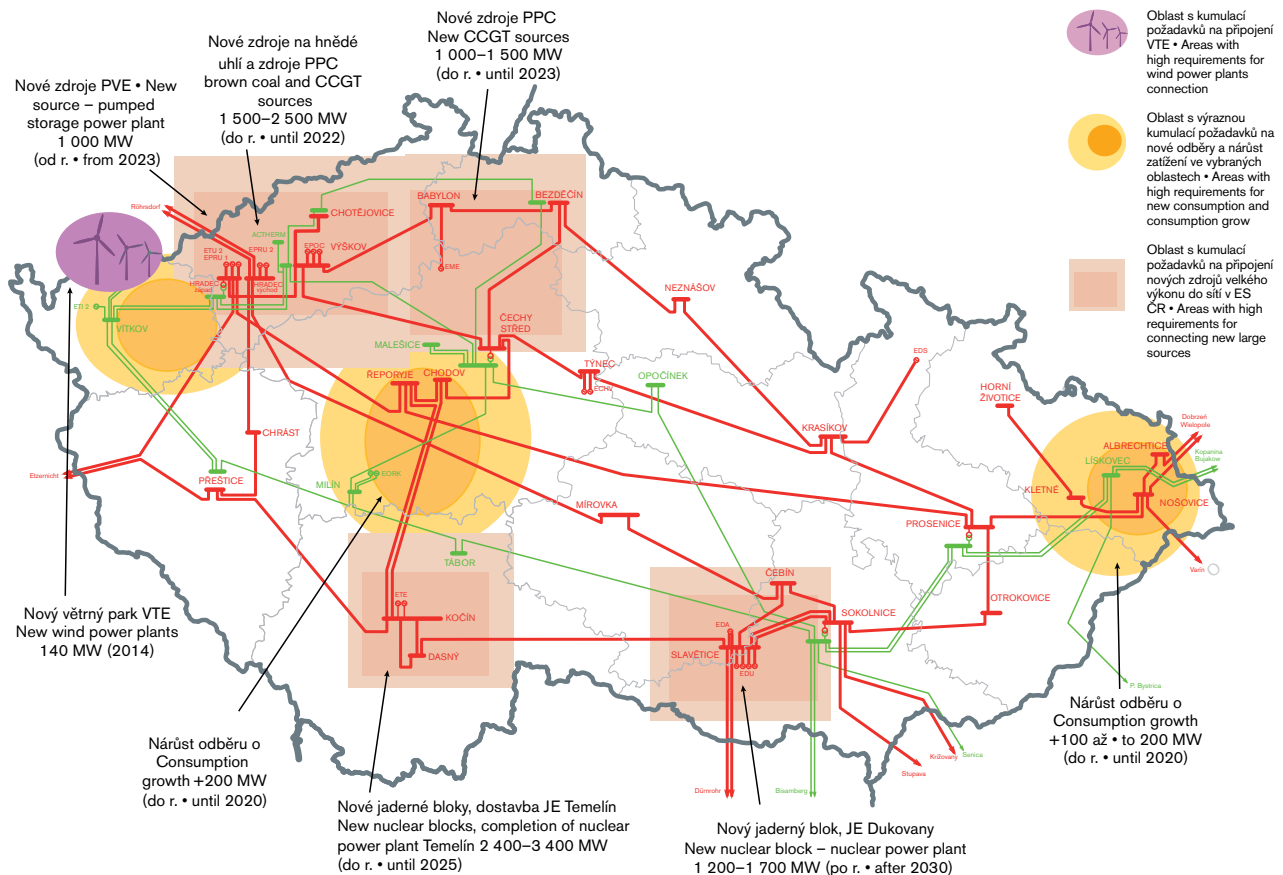 Nové zdroje PPC
New CCGT sources
1 000–1 500 MW
(do r. • until 2023)
Nové zdroje na hnědé
uhlí a zdroje PPC
brown coal and CCGT
sources
1 500–2 500 MW
(do r. • until 2022)
Nové zdroje PVE • New
source – pumped
storage power plant
1 000 MW
(od r. • from 2023)
Oblast s kumulací
požadavků na připojení
VTE • Areas with
high requirements for
wind power plants
connection
Oblast s výraznou
kumulací požadavků na
nové odběry a nárůst
zatížení ve vybraných
oblastech • Areas with
high requirements for
new consumption and
consumption grow
Oblast s kumulací
požadavků na připojení
nových zdrojů velkého
výkonu do sítí v ES
ČR • Areas with high
requirements for
connecting new large
sources
Röhrsdorf
BABYLON
BEZDĚČÍN
CHOTĚJOVICE
ACTHERM
ETU 2
EPRU 1
EPRU 2
EPOC
VÝŠKOV
EME
HRADEC
západ
HRADEC
východ
NEZNÁŠOV
ETI 2
VÍTKOV
ČECHY
STŘED
MALEŠICE
ŘEPORYJE
CHODOV
TÝNEC
ECHV
OPOČÍNEK
EDS
HORNÍ
ŽIVOTICE
CHRÁST
KRASÍKOV
Dobrzeń
Wielopole
ALBRECHTICE
Kopanina
Bujakow
LÍSKOVEC
Etzenricht
PŘEŠTICE
EORK
MILÍN
KLETNÉ
NOŠOVICE
MÍROVKA
PROSENICE
TÁBOR
Varín
ČEBÍN
ETE
KOČÍN
SOKOLNICE
OTROKOVICE
EDA
SLAVĚTICE
EDU
DASNÝ
P. Bystrica
Senica
Križovany
Stupava
Dürnrohr
Bisamberg
Nový větrný park VTE
New wind power plants
140 MW (2014)
Nárůst odběru o
Consumption
growth +200 MW
(do r. • until 2020)
Nové jaderné bloky, dostavba JE Temelín
New nuclear blocks, completion of nuclear
power plant Temelín 2 400–3 400 MW
(do r. • until 2025)
Nový jaderný blok, JE Dukovany
New nuclear block – nuclear power plant
1 200–1 700 MW (po r. • after 2030)
Nárůst odběru o
Consumption growth
+100 až • to 200 MW
(do r. • until 2020)